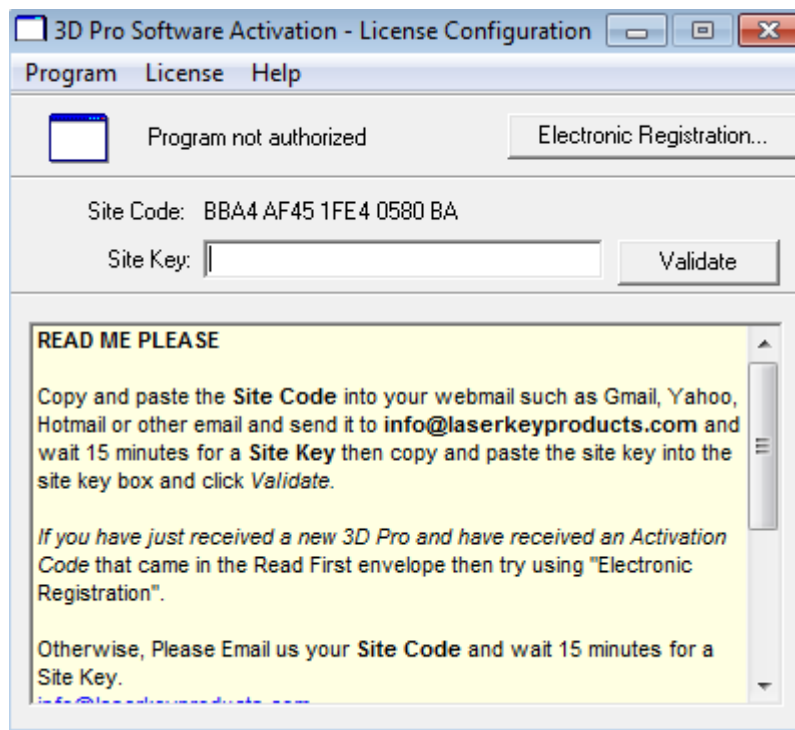 3D Pro Software Activation - License Configuration
Program License Help
Program not authorized
Electronic Registration...
Site Code: BBA4 AF45 1FE4 0580 BA
Site Key:
Validate
READ ME PLEASE
Copy and paste the Site Code into your webmail such as Gmail, Yahoo,
Hotmail or other email and send it to info@laserkeyproducts.com and
wait 15 minutes for a Site Key then copy and paste the site key into the
site key box and click Validate.
If you have just received a new 3D Pro and have received an Activation
Code that came in the Read First envelope then try using "Electronic
Registration".
Otherwise, Please Email us your Site Code and wait 15 minutes for a
Site Key.
info@laserkeyproducts.com